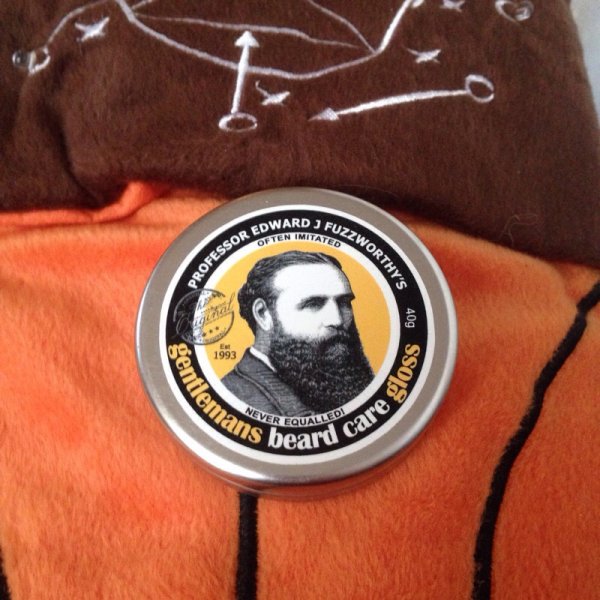 PROFESSOR EDWARD J FUZZWORTHY'S
OFTEN IMITATED
The
Original
Est
1993
40g
NEVER EQUALLED!
gentlemans beard care gloss